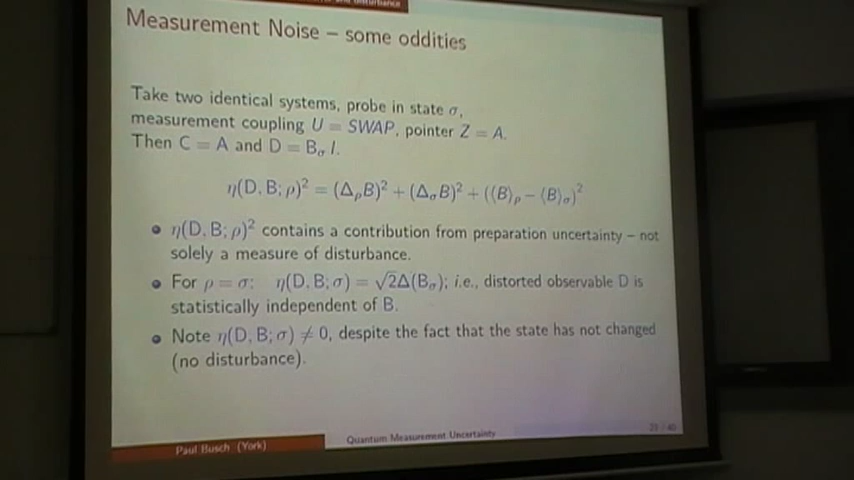 disturbance
Measurement Noise – some oddities
Take two identical systems, probe in state σ,
measurement coupling U = SWAP, pointer Z = A.
Then C = A and D = B_σ I.
η(D, B; ρ)² = (Δ_ρ B)² + (Δ_σ B)² + (⟨B⟩_ρ − ⟨B⟩_σ)²
• η(D, B; ρ)² contains a contribution from preparation uncertainty – not
solely a measure of disturbance.
• For ρ = σ: η(D, B; σ) = √2Δ(B_σ); i.e., distorted observable D is
statistically independent of B.
• Note η(D, B; σ) ≠ 0, despite the fact that the state has not changed
(no disturbance).
Paul Busch (York) Quantum Measurement Uncertainty